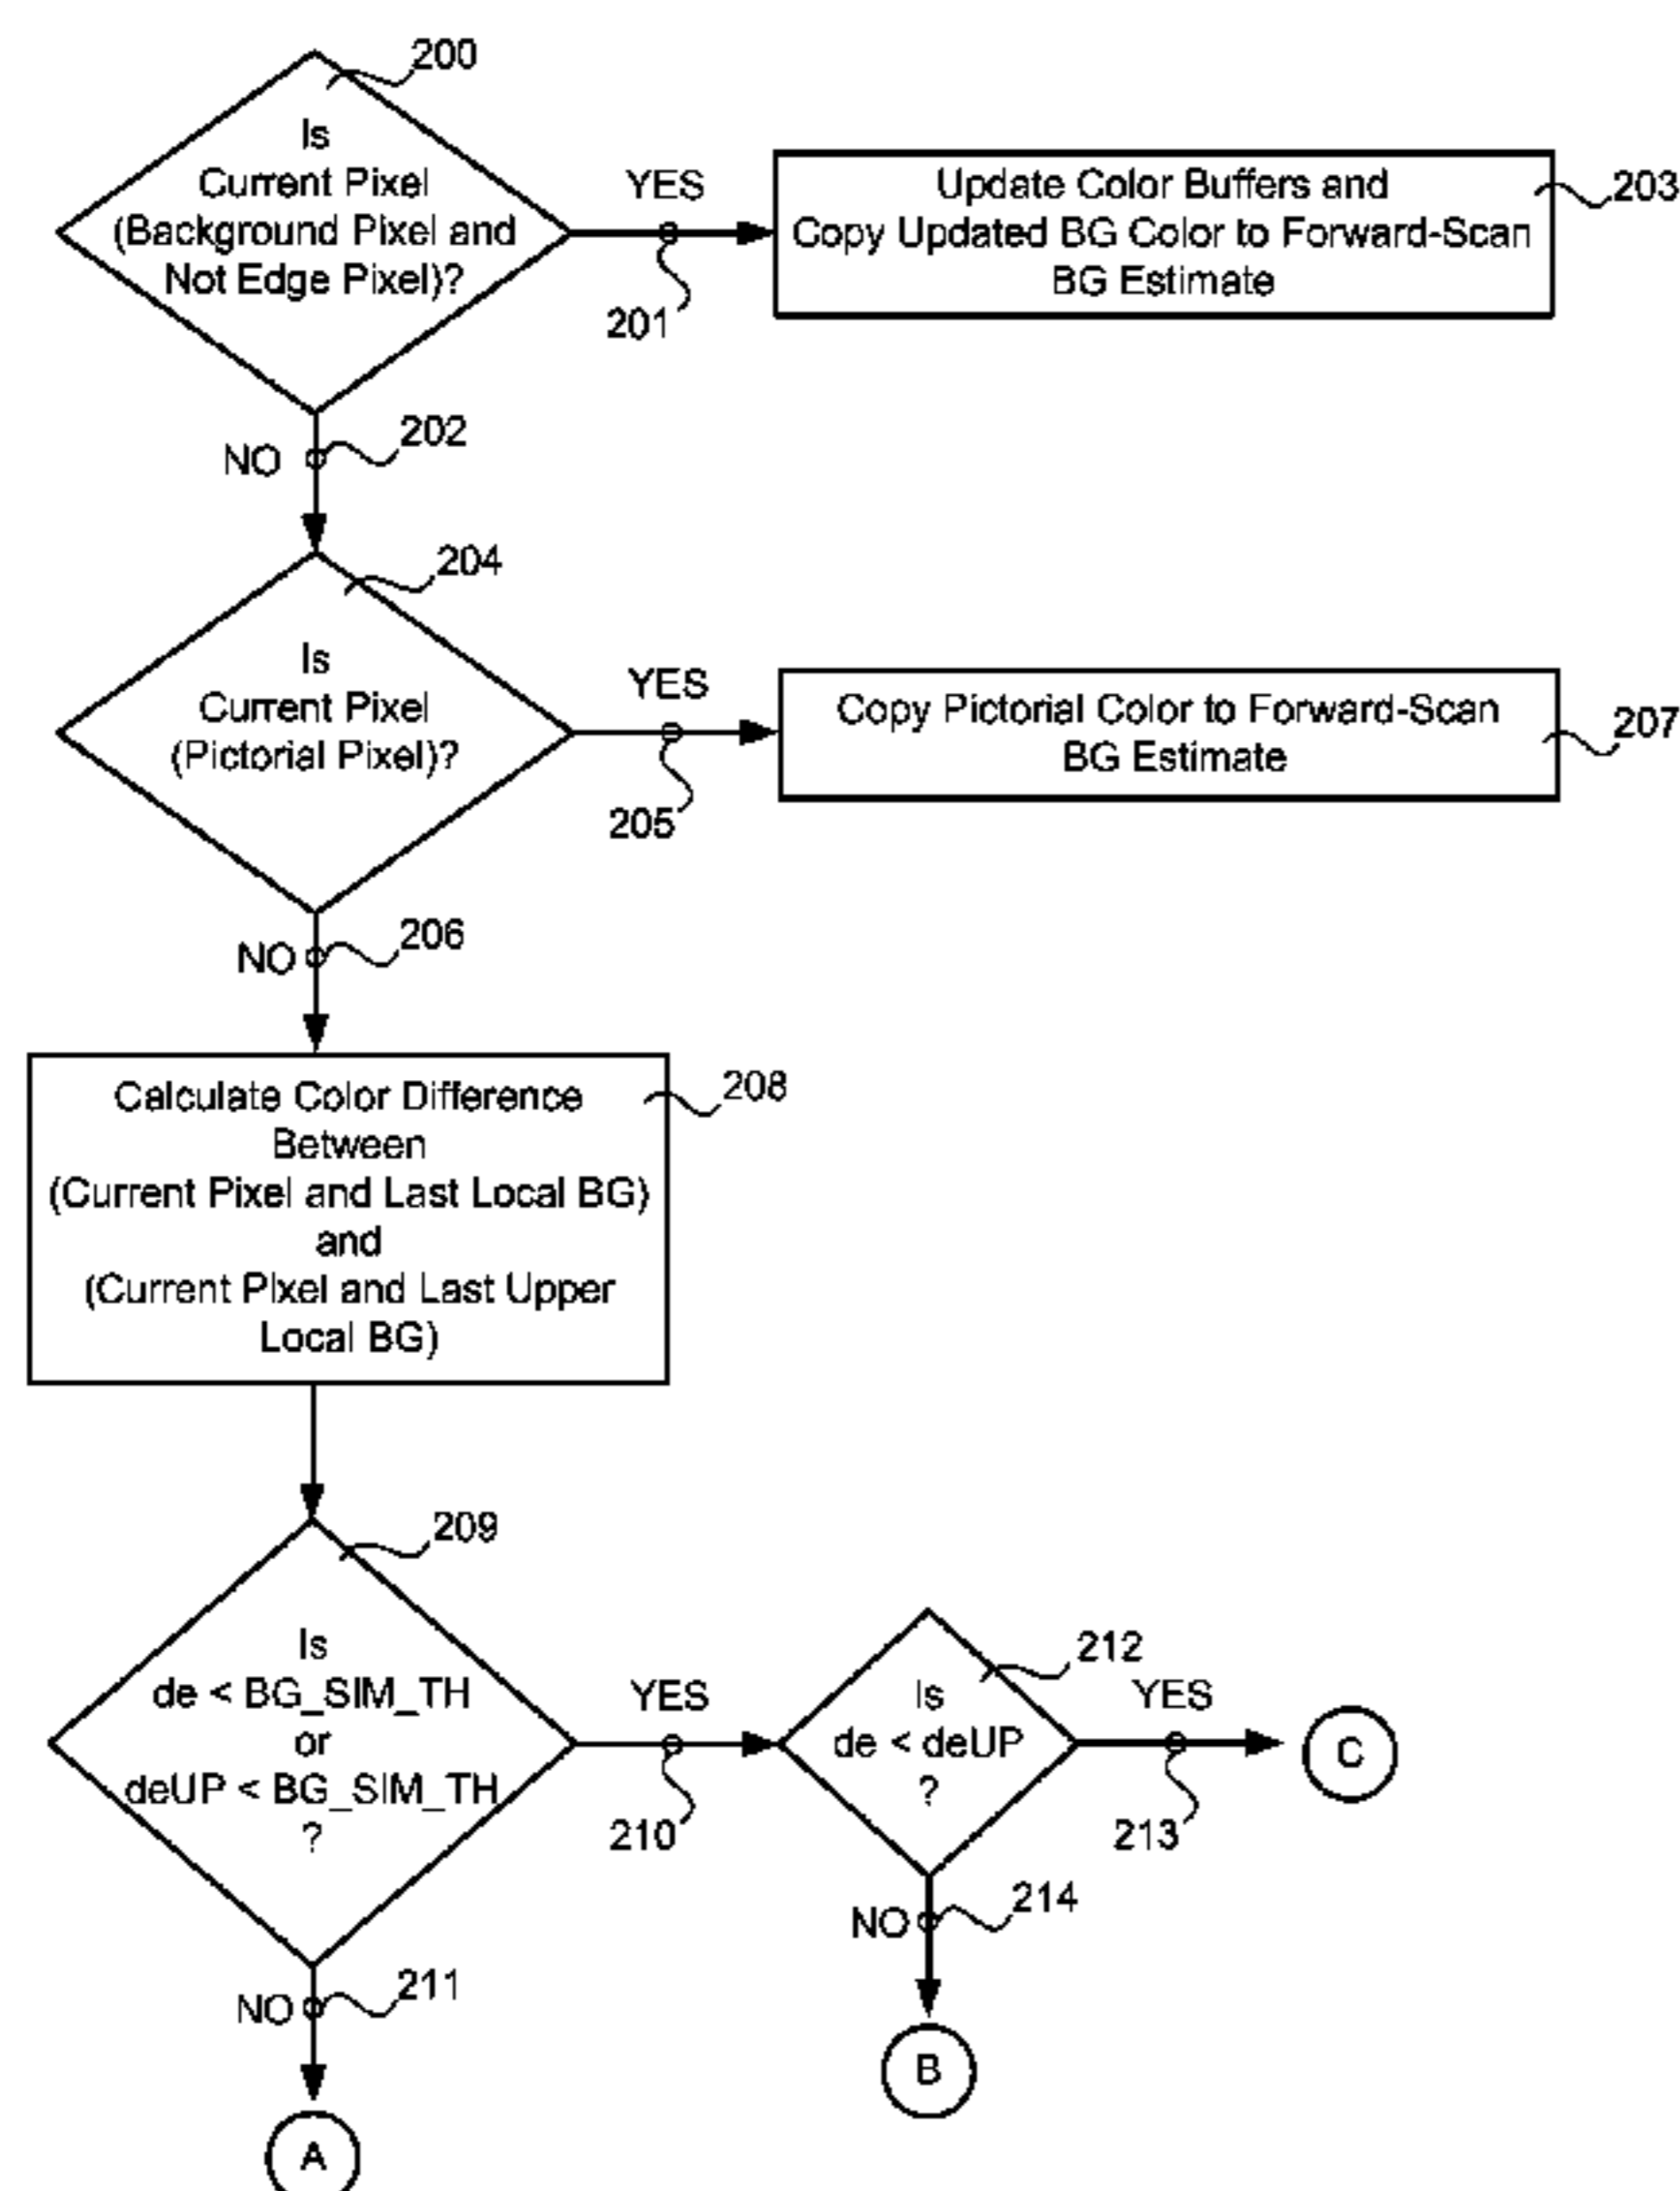 200
Is
Current Pixel
(Background Pixel and
Not Edge Pixel)?
YES
201
Update Color Buffers and
Copy Updated BG Color to Forward-Scan
BG Estimate
203
NO
202
204
Is
Current Pixel
(Pictorial Pixel)?
YES
205
Copy Pictorial Color to Forward-Scan
BG Estimate
207
NO
206
Calculate Color Difference
Between
(Current Pixel and Last Local BG)
and
(Current Pixel and Last Upper
Local BG)
208
209
Is
de < BG_SIM_TH
or
deUP < BG_SIM_TH
?
YES
210
212
Is
de < deUP
?
YES
213
C
NO
214
B
NO
211
A